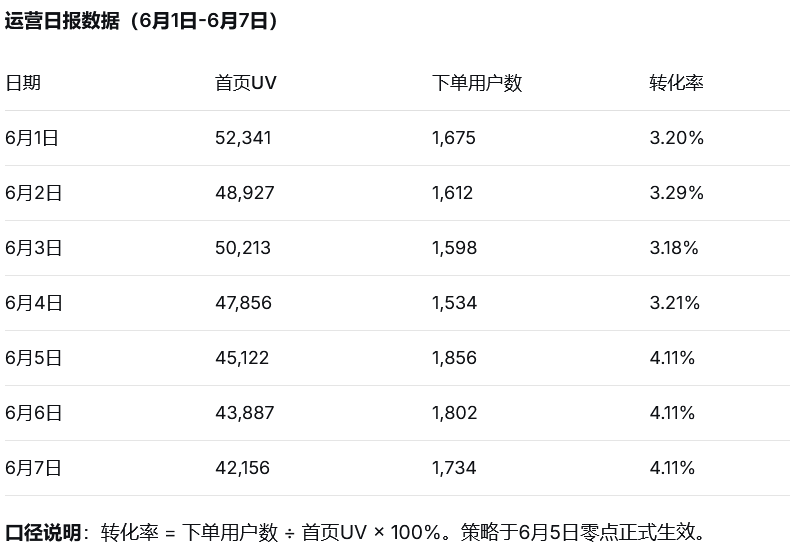 运营日报数据（6月1日-6月7日）
日期 首页UV 下单用户数 转化率
6月1日 52,341 1,675 3.20%
6月2日 48,927 1,612 3.29%
6月3日 50,213 1,598 3.18%
6月4日 47,856 1,534 3.21%
6月5日 45,122 1,856 4.11%
6月6日 43,887 1,802 4.11%
6月7日 42,156 1,734 4.11%
口径说明：转化率 = 下单用户数 ÷ 首页UV × 100%。策略于6月5日零点正式生效。